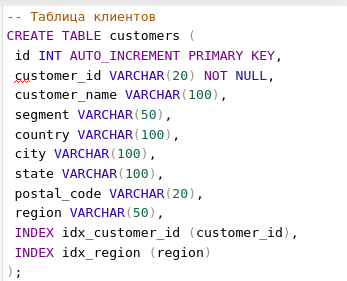 -- Таблица клиентов
CREATE TABLE customers (
id INT AUTO_INCREMENT PRIMARY KEY,
customer_id VARCHAR(20) NOT NULL,
customer_name VARCHAR(100),
segment VARCHAR(50),
country VARCHAR(100),
city VARCHAR(100),
state VARCHAR(100),
postal_code VARCHAR(20),
region VARCHAR(50),
INDEX idx_customer_id (customer_id),
INDEX idx_region (region)
);